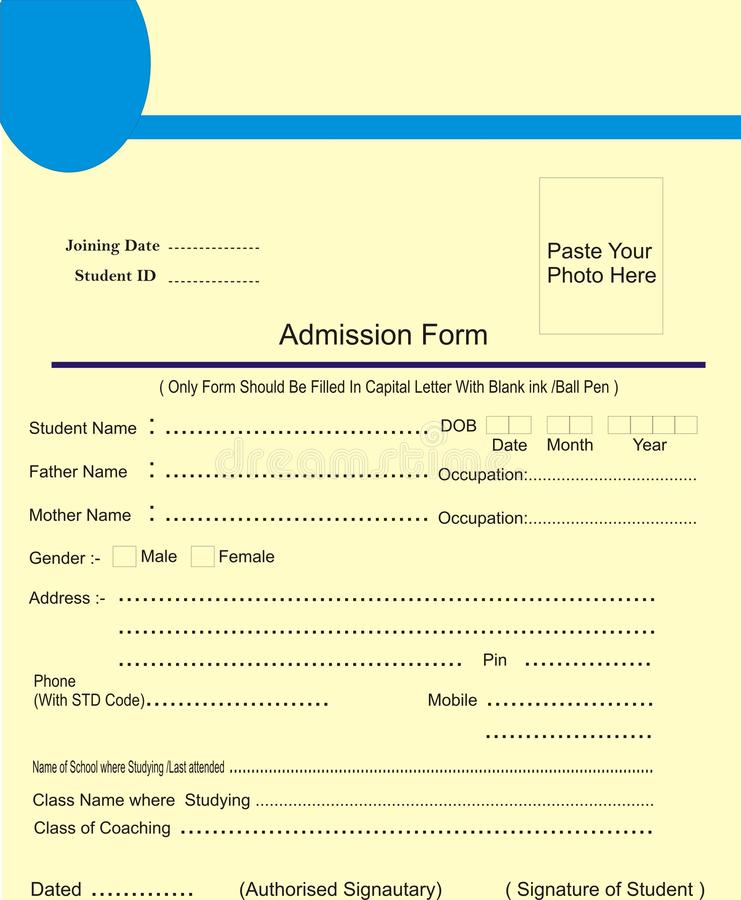 Joining Date ---------------
Student ID ---------------
Paste Your
Photo Here
Admission Form
( Only Form Should Be Filled In Capital Letter With Blank ink /Ball Pen )
Student Name : .................................. DOB
Date Month Year
Father Name : .................................. Occupation:......................................
Mother Name : .................................. Occupation:......................................
Gender :- Male Female
Address :- ......................................................
......................................................
................................... Pin .............
Phone
(With STD Code)....................... Mobile .................
.................
Name of School where Studying /Last attended ......................................................
Class Name where Studying ......................................................
Class of Coaching ................................................
Dated ............. (Authorised Signautary) ( Signature of Student )
dreamstime